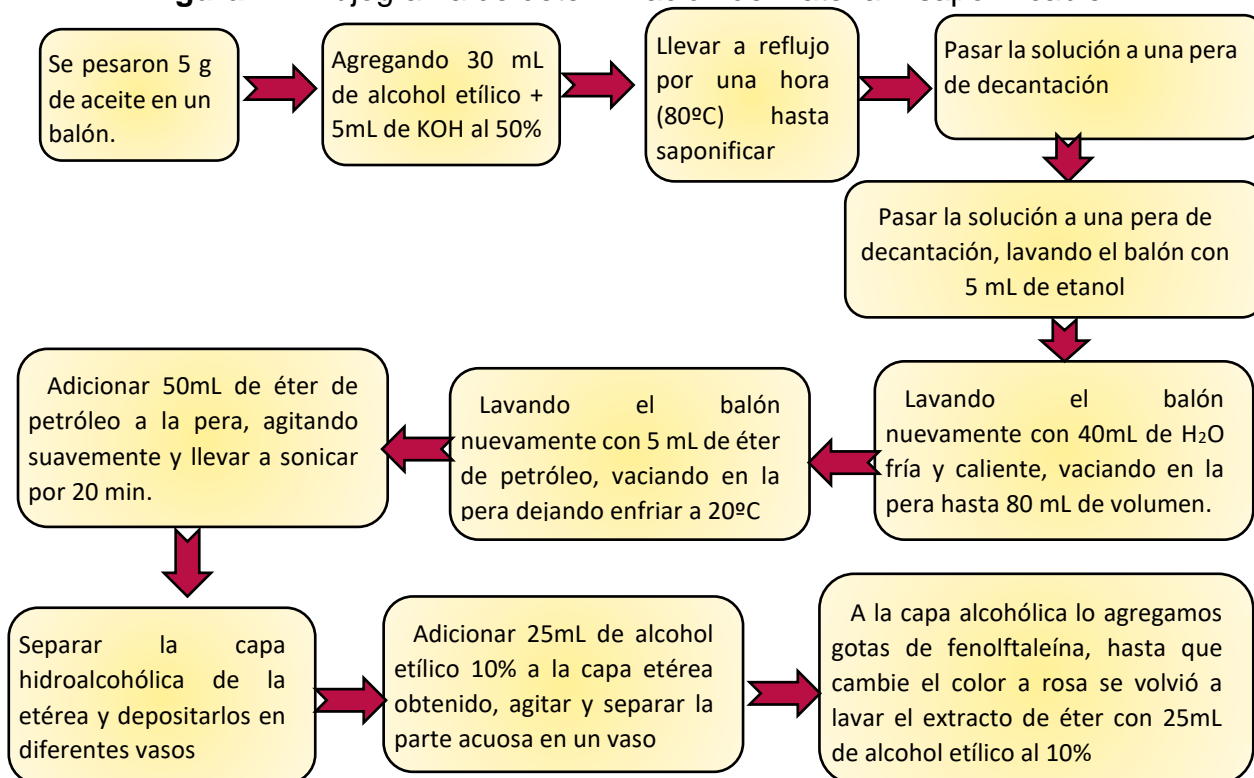 Se pesaron 5 g
de aceite en un
balón.
Agregando 30 mL
de alcohol etílico +
5mL de KOH al 50%
Llevar a reflujo
por una hora
(80ºC) hasta
saponificar
Pasar la solución a una pera
de decantación
Pasar la solución a una pera de
decantación, lavando el balón con
5 mL de etanol
Lavando el balón
nuevamente con 40mL de H₂O
fría y caliente, vaciando en la
pera hasta 80 mL de volumen.
Lavando el balón
nuevamente con 5 mL de éter
de petróleo, vaciando en la
pera dejando enfriar a 20ºC
Adicionar 50mL de éter de
petróleo a la pera, agitando
suavemente y llevar a sonicar
por 20 min.
Separar la capa
hidroalcohólica de la
etérea y depositarlos en
diferentes vasos
Adicionar 25mL de alcohol
etílico 10% a la capa etérea
obtenido, agitar y separar la
parte acuosa en un vaso
A la capa alcohólica lo agregamos
gotas de fenolftaleína, hasta que
cambie el color a rosa se volvió a
lavar el extracto de éter con 25mL
de alcohol etílico al 10%